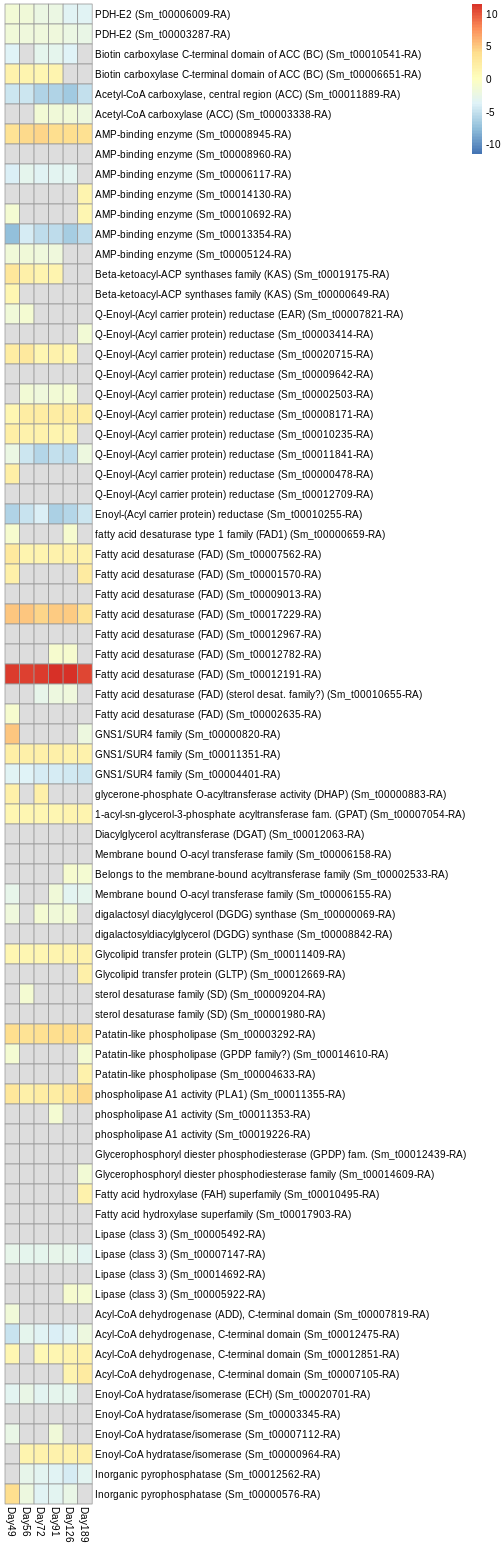 PDH-E2 (Sm_t00006009-RA)
10
PDH-E2 (Sm_t00003287-RA)
5
Biotin carboxylase C-terminal domain of ACC (BC) (Sm_t00010541-RA)
Biotin carboxylase C-terminal domain of ACC (BC) (Sm_t00006651-RA)
0
Acetyl-CoA carboxylase, central region (ACC) (Sm_t00011889-RA)
-5
Acetyl-CoA carboxylase (ACC) (Sm_t00003338-RA)
AMP-binding enzyme (Sm_t00008945-RA)
-10
AMP-binding enzyme (Sm_t00008960-RA)
AMP-binding enzyme (Sm_t00006117-RA)
AMP-binding enzyme (Sm_t00014130-RA)
AMP-binding enzyme (Sm_t00010692-RA)
AMP-binding enzyme (Sm_t00013354-RA)
AMP-binding enzyme (Sm_t00005124-RA)
Beta-ketoacyl-ACP synthases family (KAS) (Sm_t00019175-RA)
Beta-ketoacyl-ACP synthases family (KAS) (Sm_t00000649-RA)
Q-Enoyl-(Acyl carrier protein) reductase (EAR) (Sm_t00007821-RA)
Q-Enoyl-(Acyl carrier protein) reductase (Sm_t00003414-RA)
Q-Enoyl-(Acyl carrier protein) reductase (Sm_t00020715-RA)
Q-Enoyl-(Acyl carrier protein) reductase (Sm_t00009642-RA)
Q-Enoyl-(Acyl carrier protein) reductase (Sm_t00002503-RA)
Q-Enoyl-(Acyl carrier protein) reductase (Sm_t00008171-RA)
Q-Enoyl-(Acyl carrier protein) reductase (Sm_t00010235-RA)
Q-Enoyl-(Acyl carrier protein) reductase (Sm_t00011841-RA)
Q-Enoyl-(Acyl carrier protein) reductase (Sm_t00000478-RA)
Q-Enoyl-(Acyl carrier protein) reductase (Sm_t00012709-RA)
Enoyl-(Acyl carrier protein) reductase (Sm_t00010255-RA)
fatty acid desaturase type 1 family (FAD1) (Sm_t00000659-RA)
Fatty acid desaturase (FAD) (Sm_t00007562-RA)
Fatty acid desaturase (FAD) (Sm_t00001570-RA)
Fatty acid desaturase (FAD) (Sm_t00009013-RA)
Fatty acid desaturase (FAD) (Sm_t00017229-RA)
Fatty acid desaturase (FAD) (Sm_t00012967-RA)
Fatty acid desaturase (FAD) (Sm_t00012782-RA)
Fatty acid desaturase (FAD) (Sm_t00012191-RA)
Fatty acid desaturase (FAD) (sterol desat. family?) (Sm_t00010655-RA)
Fatty acid desaturase (FAD) (Sm_t00002635-RA)
GNS1/SUR4 family (Sm_t00000820-RA)
GNS1/SUR4 family (Sm_t00011351-RA)
GNS1/SUR4 family (Sm_t00004401-RA)
glycerone-phosphate O-acyltransferase activity (DHAP) (Sm_t00000883-RA)
1-acyl-sn-glycerol-3-phosphate acyltransferase fam. (GPAT) (Sm_t00007054-RA)
Diacylglycerol acyltransferase (DGAT) (Sm_t00012063-RA)
Membrane bound O-acyl transferase family (Sm_t00006158-RA)
Belongs to the membrane-bound acyltransferase family (Sm_t00002533-RA)
Membrane bound O-acyl transferase family (Sm_t00006155-RA)
digalactosyl diacylglycerol (DGDG) synthase (Sm_t00000069-RA)
digalactosyldiacylglycerol (DGDG) synthase (Sm_t00008842-RA)
Glycolipid transfer protein (GLTP) (Sm_t00011409-RA)
Glycolipid transfer protein (GLTP) (Sm_t00012669-RA)
sterol desaturase family (SD) (Sm_t00009204-RA)
sterol desaturase family (SD) (Sm_t00001980-RA)
Patatin-like phospholipase (Sm_t00003292-RA)
Patatin-like phospholipase (GPDP family?) (Sm_t00014610-RA)
Patatin-like phospholipase (Sm_t00004633-RA)
phospholipase A1 activity (PLA1) (Sm_t00011355-RA)
phospholipase A1 activity (Sm_t00011353-RA)
phospholipase A1 activity (Sm_t00019226-RA)
Glycerophosphoryl diester phosphodiesterase (GPDP) fam. (Sm_t00012439-RA)
Glycerophosphoryl diester phosphodiesterase family (Sm_t00014609-RA)
Fatty acid hydroxylase (FAH) superfamily (Sm_t00010495-RA)
Fatty acid hydroxylase superfamily (Sm_t00017903-RA)
Lipase (class 3) (Sm_t00005492-RA)
Lipase (class 3) (Sm_t00007147-RA)
Lipase (class 3) (Sm_t00014692-RA)
Lipase (class 3) (Sm_t00005922-RA)
Acyl-CoA dehydrogenase (ADD), C-terminal domain (Sm_t00007819-RA)
Acyl-CoA dehydrogenase, C-terminal domain (Sm_t00012475-RA)
Acyl-CoA dehydrogenase, C-terminal domain (Sm_t00012851-RA)
Acyl-CoA dehydrogenase, C-terminal domain (Sm_t00007105-RA)
Enoyl-CoA hydratase/isomerase (ECH) (Sm_t00020701-RA)
Enoyl-CoA hydratase/isomerase (Sm_t00003345-RA)
Enoyl-CoA hydratase/isomerase (Sm_t00007112-RA)
Enoyl-CoA hydratase/isomerase (Sm_t00000964-RA)
Inorganic pyrophosphatase (Sm_t00012562-RA)
Inorganic pyrophosphatase (Sm_t00000576-RA)
Day49
Day56
Day72
Day91
Day126
Day189